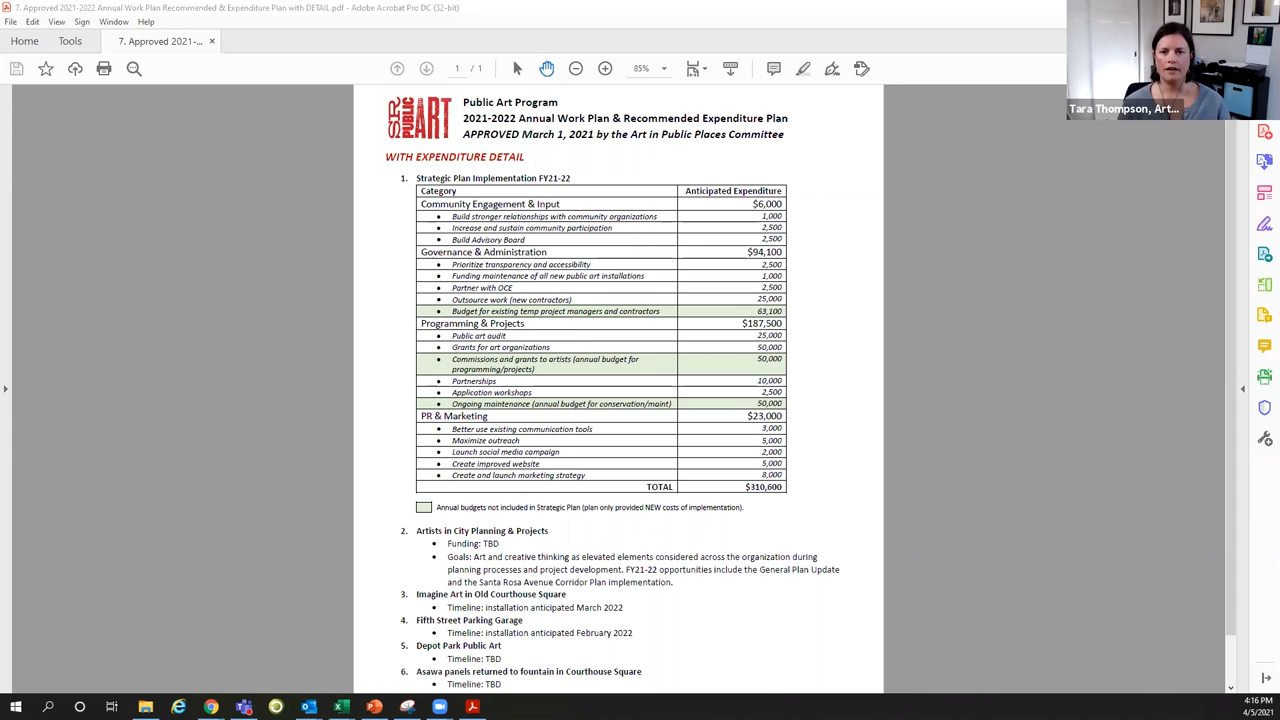 7. Approved 2021-2022 Annual Work Plan Recommended & Expenditure Plan with DETAIL.pdf - Adobe Acrobat Pro DC (32-bit)
File Edit View Sign Window Help
Home Tools 7. Approved 2021-... ×
1 / 1 85%
Tara Thompson, Art...
SR PUBLIC ART
Public Art Program
2021-2022 Annual Work Plan & Recommended Expenditure Plan
APPROVED March 1, 2021 by the Art in Public Places Committee
WITH EXPENDITURE DETAIL
1. Strategic Plan Implementation FY21-22
Category Anticipated Expenditure
Community Engagement & Input $6,000
• Build stronger relationships with community organizations 1,000
• Increase and sustain community participation 2,500
• Build Advisory Board 2,500
Governance & Administration $94,100
• Prioritize transparency and accessibility 2,500
• Funding maintenance of all new public art installations 1,000
• Partner with OCE 2,500
• Outsource work (new contractors) 25,000
• Budget for existing temp project managers and contractors 63,100
Programming & Projects $187,500
• Public art audit 25,000
• Grants for art organizations 50,000
• Commissions and grants to artists (annual budget for 50,000
programming/projects)
• Partnerships 10,000
• Application workshops 2,500
• Ongoing maintenance (annual budget for conservation/maint) 50,000
PR & Marketing $23,000
• Better use existing communication tools 3,000
• Maximize outreach 5,000
• Launch social media campaign 2,000
• Create improved website 5,000
• Create and launch marketing strategy 8,000
TOTAL $310,600
Annual budgets not included in Strategic Plan (plan only provided NEW costs of implementation).
2. Artists in City Planning & Projects
• Funding: TBD
• Goals: Art and creative thinking as elevated elements considered across the organization during
planning processes and project development. FY21-22 opportunities include the General Plan Update
and the Santa Rosa Avenue Corridor Plan implementation.
3. Imagine Art in Old Courthouse Square
• Timeline: installation anticipated March 2022
4. Fifth Street Parking Garage
• Timeline: installation anticipated February 2022
5. Depot Park Public Art
• Timeline: TBD
6. Asawa panels returned to fountain in Courthouse Square
• Timeline: TBD
4:16 PM
4/5/2021